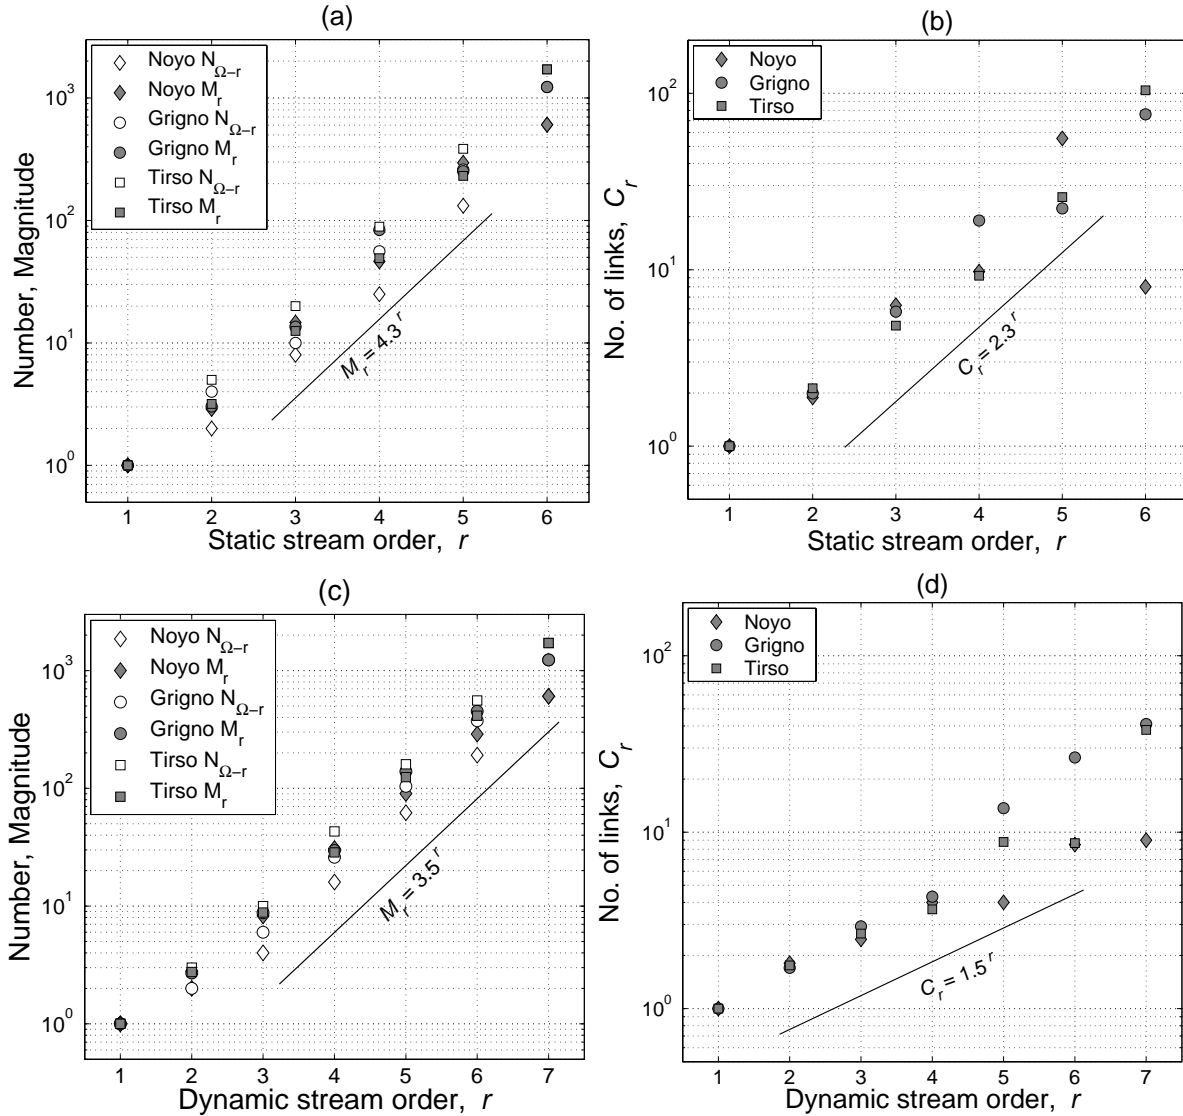 (a)
Noyo N_{Ω−r}
Noyo M_r
Grigno N_{Ω−r}
Grigno M_r
Tirso N_{Ω−r}
Tirso M_r
Number, Magnitude
10^3
10^2
10^1
10^0
M_r = 4.3^r
1 2 3 4 5 6
Static stream order, r
(b)
Noyo
Grigno
Tirso
No. of links, C_r
10^2
10^1
10^0
C_r = 2.3^r
1 2 3 4 5 6
Static stream order, r
(c)
Noyo N_{Ω−r}
Noyo M_r
Grigno N_{Ω−r}
Grigno M_r
Tirso N_{Ω−r}
Tirso M_r
Number, Magnitude
10^3
10^2
10^1
10^0
M_r = 3.5^r
1 2 3 4 5 6 7
Dynamic stream order, r
(d)
Noyo
Grigno
Tirso
No. of links, C_r
10^2
10^1
10^0
C_r = 1.5^r
1 2 3 4 5 6 7
Dynamic stream order, r